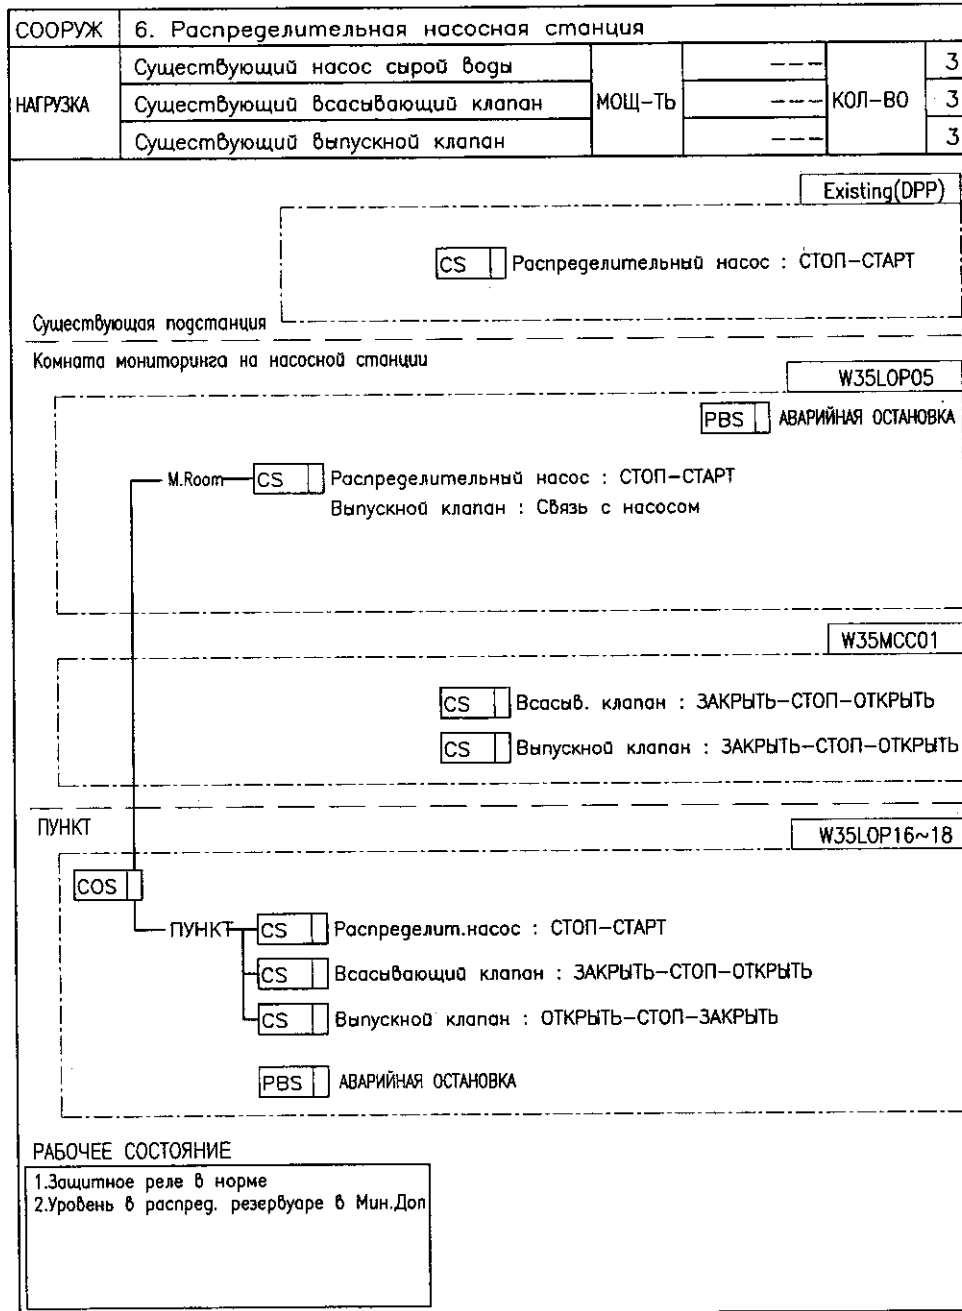 СООРУЖ 6. Распределительная насосная станция
НАГРУЗКА Существующий насос сырой воды МОЩ-ТЬ --- КОЛ-ВО 3
Существующий всасывающий клапан --- 3
Существующий выпускной клапан --- 3
Existing(DPP)
CS Распределительный насос : СТОП-СТАРТ
Существующая подстанция
Комната мониторинга на насосной станции
W35LOP05
PBS АВАРИЙНАЯ ОСТАНОВКА
M.Room CS Распределительный насос : СТОП-СТАРТ
Выпускной клапан : Связь с насосом
W35MCC01
CS Всасыв. клапан : ЗАКРЫТЬ-СТОП-ОТКРЫТЬ
CS Выпускной клапан : ЗАКРЫТЬ-СТОП-ОТКРЫТЬ
ПУНКТ
W35LOP16~18
COS
ПУНКТ CS Распределит.насос : СТОП-СТАРТ
CS Всасывающий клапан : ЗАКРЫТЬ-СТОП-ОТКРЫТЬ
CS Выпускной клапан : ОТКРЫТЬ-СТОП-ЗАКРЫТЬ
PBS АВАРИЙНАЯ ОСТАНОВКА
РАБОЧЕЕ СОСТОЯНИЕ
1.Защитное реле в норме
2.Уровень в распред. резервуаре в Мин.Доп